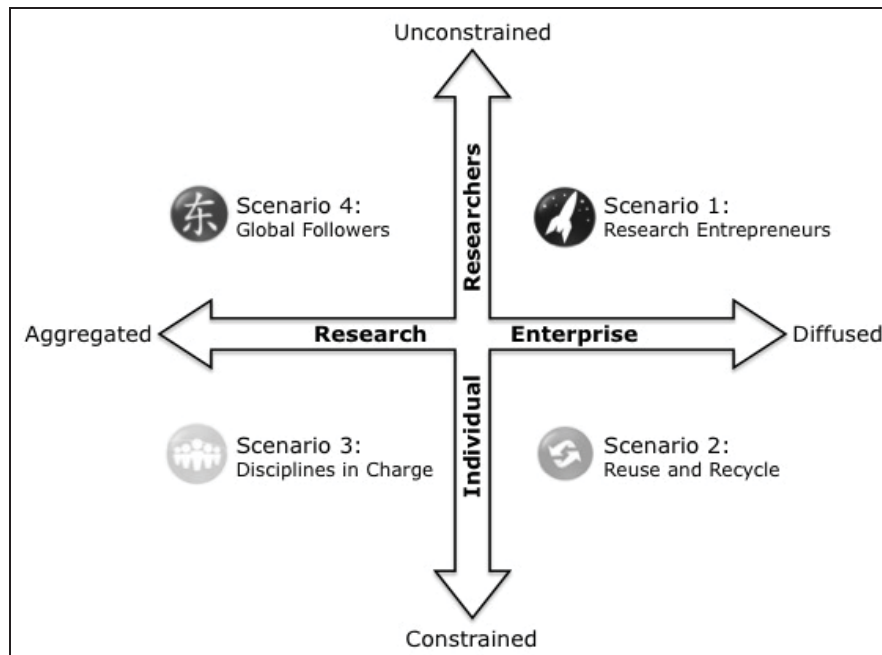 Unconstrained
Researchers
东
Scenario 4:
Global Followers
Scenario 1:
Research Entrepreneurs
Aggregated
Research Enterprise
Diffused
Individual
Scenario 3:
Disciplines in Charge
Scenario 2:
Reuse and Recycle
Constrained